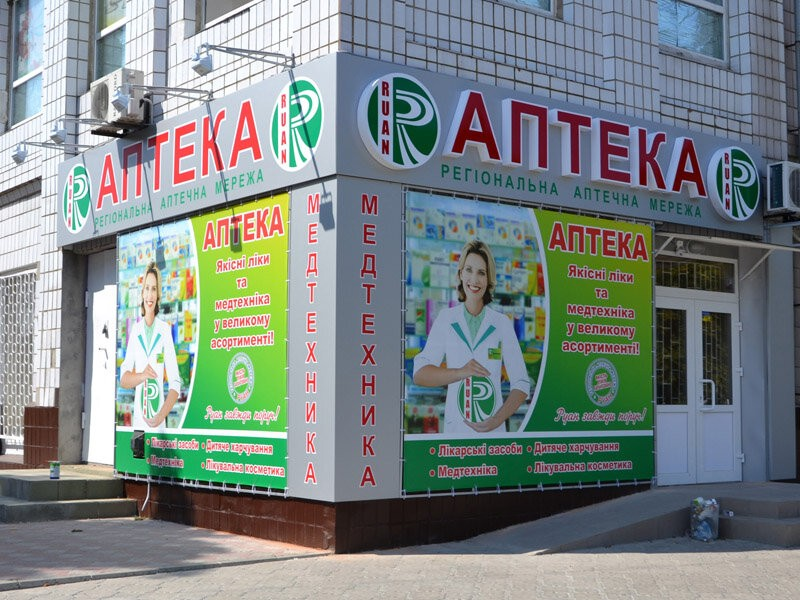 RUAN
АПТЕКА
RUAN
РЕГІОНАЛЬНА АПТЕЧНА МЕРЕЖА
RUAN
АПТЕКА
RUAN
РЕГІОНАЛЬНА АПТЕЧНА МЕРЕЖА
МЕДТЕХНІКА
МЕДТЕХНІКА
АПТЕКА
Якісні ліки
та
медтехніка
у великому
асортименті!
Руан завжди поруч!
• Лікарські засоби • Дитяче харчування
• Медтехніка • Лікувальна косметика
АПТЕКА
Якісні ліки
та
медтехніка
у великому
асортименті!
RUAN
Руан завжди поруч!
• Лікарські засоби • Дитяче харчування
• Медтехніка • Лікувальна косметика